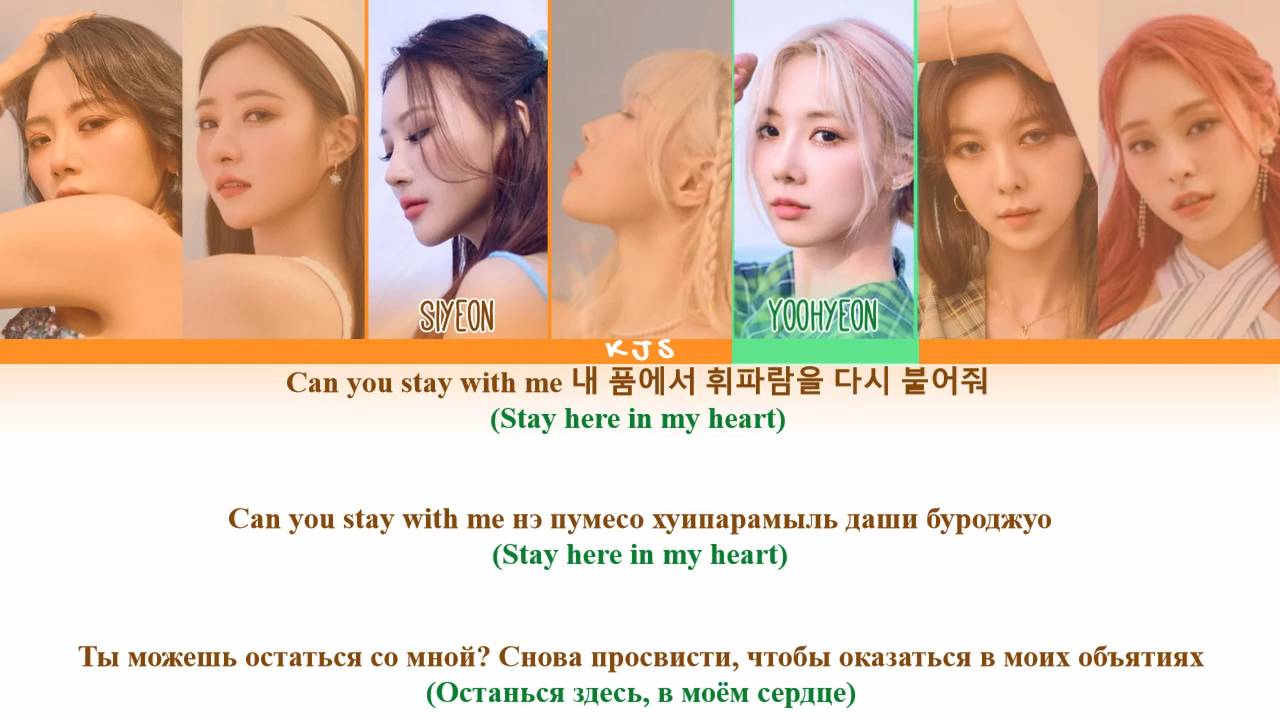 SIYEON
YOOHYEON
KJS
Can you stay with me 내 품에서 휘파람을 다시 불어줘
(Stay here in my heart)
Can you stay with me нэ пумесо хуипарамыль даши буроджуо
(Stay here in my heart)
Ты можешь остаться со мной? Снова просвисти, чтобы оказаться в моих объятиях
(Останься здесь, в моём сердце)